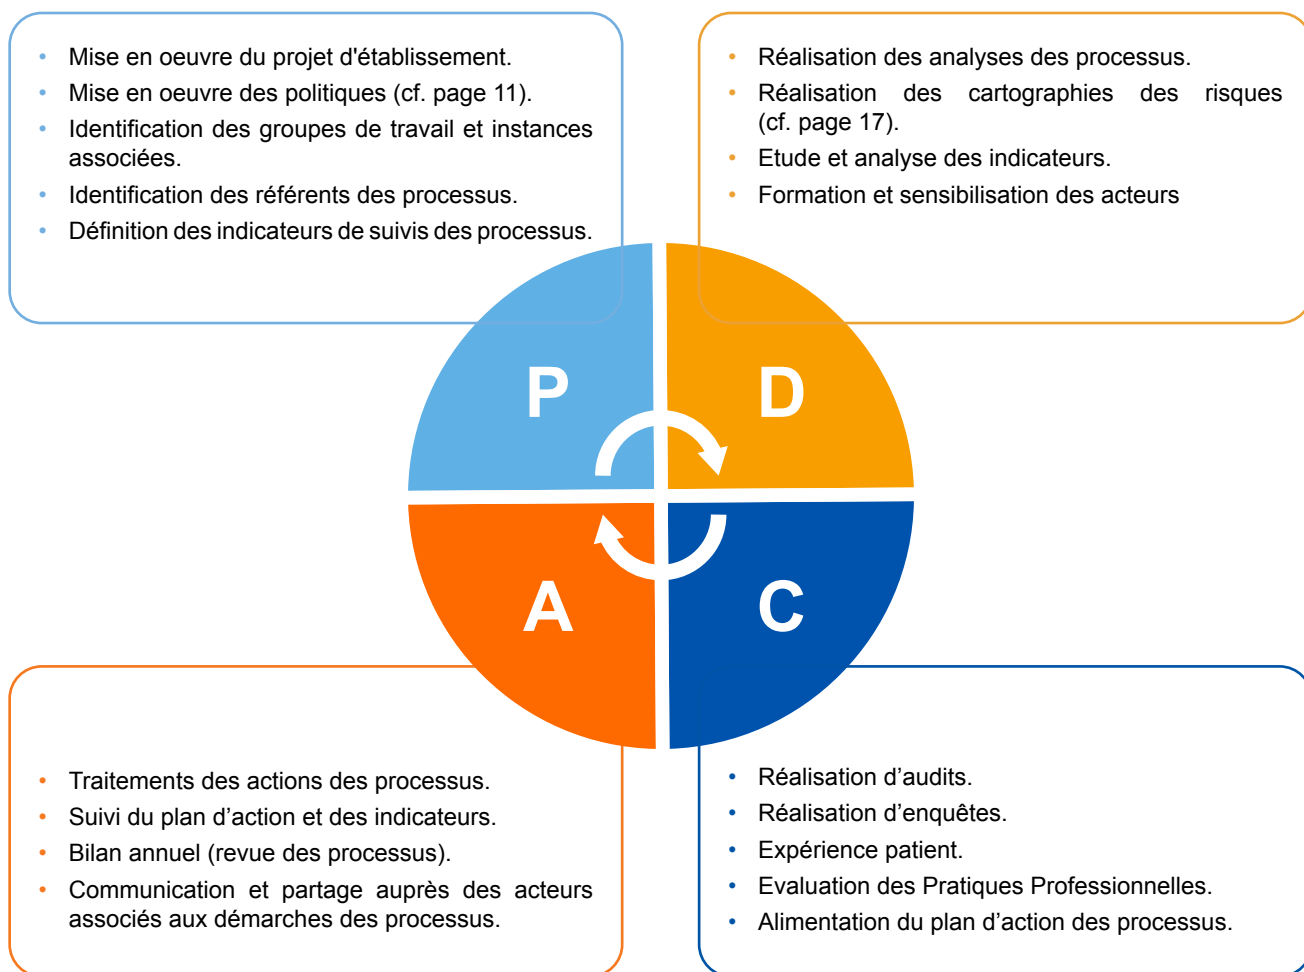 • Mise en oeuvre du projet d'établissement.
• Mise en oeuvre des politiques (cf. page 11).
• Identification des groupes de travail et instances
associées.
• Identification des référents des processus.
• Définition des indicateurs de suivis des processus.
• Réalisation des analyses des processus.
• Réalisation des cartographies des risques
(cf. page 17).
• Etude et analyse des indicateurs.
• Formation et sensibilisation des acteurs
P
D
A
C
• Traitements des actions des processus.
• Suivi du plan d’action et des indicateurs.
• Bilan annuel (revue des processus).
• Communication et partage auprès des acteurs
associés aux démarches des processus.
• Réalisation d’audits.
• Réalisation d’enquêtes.
• Expérience patient.
• Evaluation des Pratiques Professionnelles.
• Alimentation du plan d’action des processus.